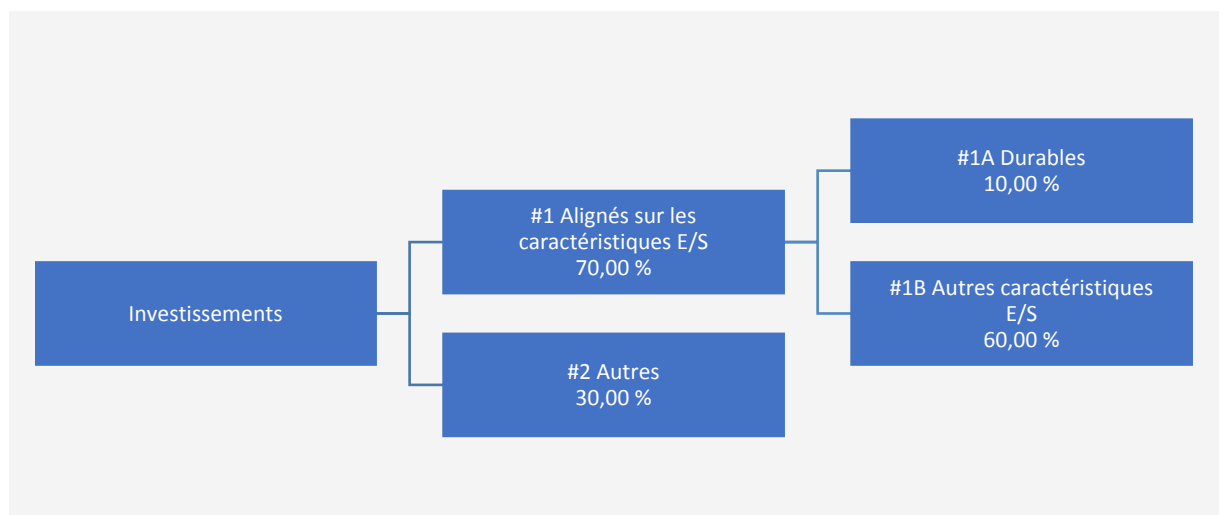 Investissements
#1 Alignés sur les
caractéristiques E/S
70,00 %
#2 Autres
30,00 %
#1A Durables
10,00 %
#1B Autres caractéristiques
E/S
60,00 %